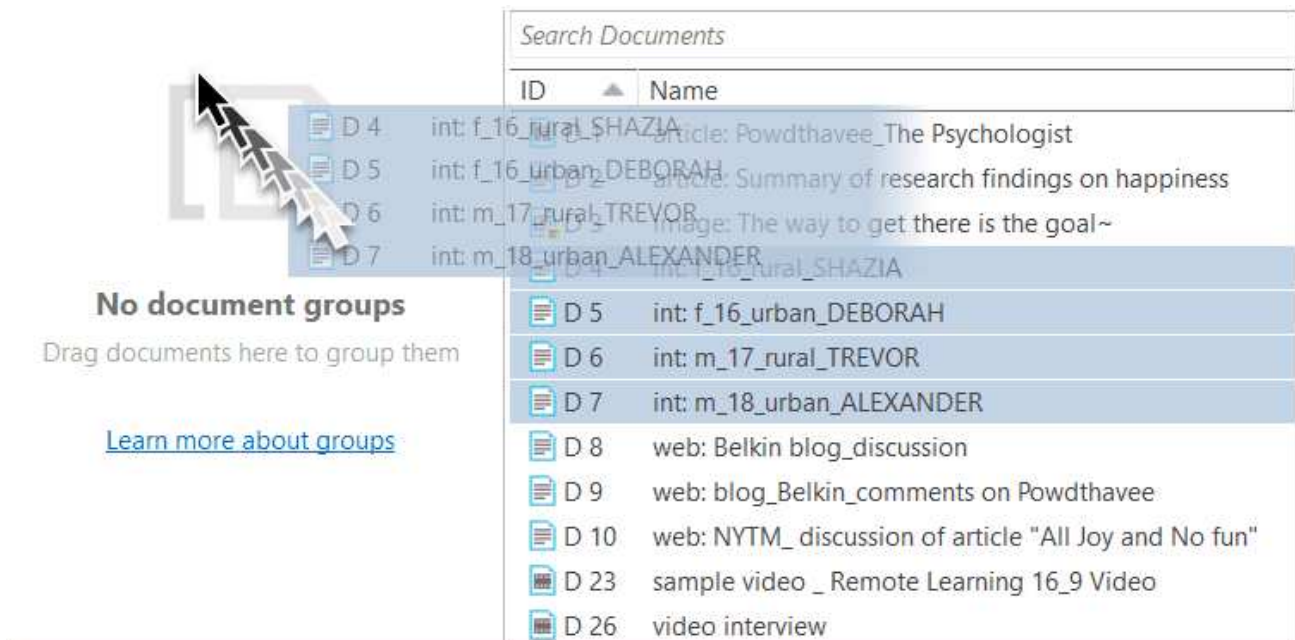 Search Documents
ID Name
D 4 int: f_16_rural_SHAZIA
D 5 int: f_16_urban_DEBORAH
D 6 int: m_17_rural_TREVOR
D 7 int: m_18_urban_ALEXANDER
No document groups
Drag documents here to group them
Learn more about groups
D 1 article: Powdthavee_The Psychologist
D 2 article: Summary of research findings on happiness
D 3 image: The way to get there is the goal~
D 4 int: f_16_rural_SHAZIA
D 5 int: f_16_urban_DEBORAH
D 6 int: m_17_rural_TREVOR
D 7 int: m_18_urban_ALEXANDER
D 8 web: Belkin blog_discussion
D 9 web: blog_Belkin_comments on Powdthavee
D 10 web: NYTM_ discussion of article "All Joy and No fun"
D 23 sample video _ Remote Learning 16_9 Video
D 26 video interview